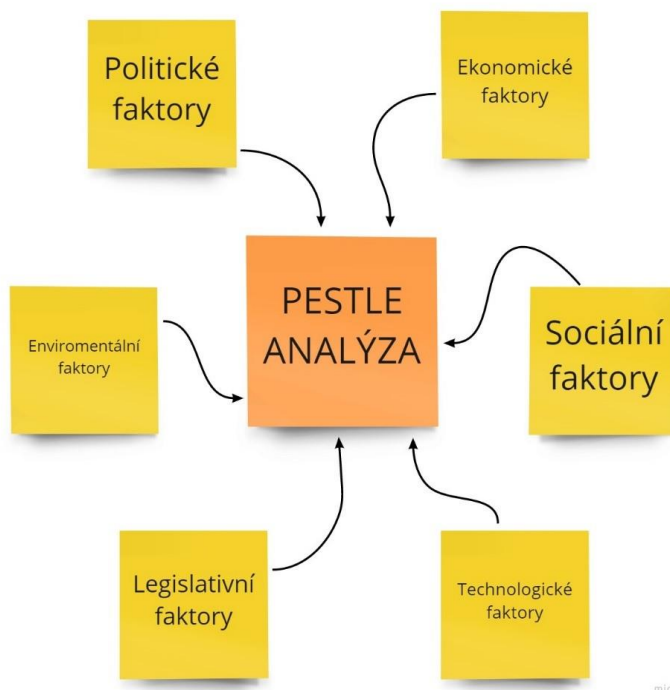 Politické
faktory
Ekonomické
faktory
PESTLE
ANALÝZA
Sociální
faktory
Enviromentální
faktory
Legislativní
faktory
Technologické
faktory